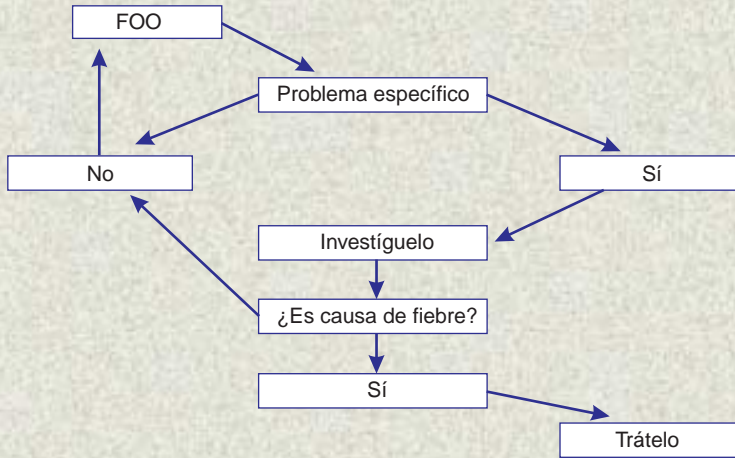 FOO
Problema específico
No
Sí
Investíguelo
¿Es causa de fiebre?
Sí
Trátelo